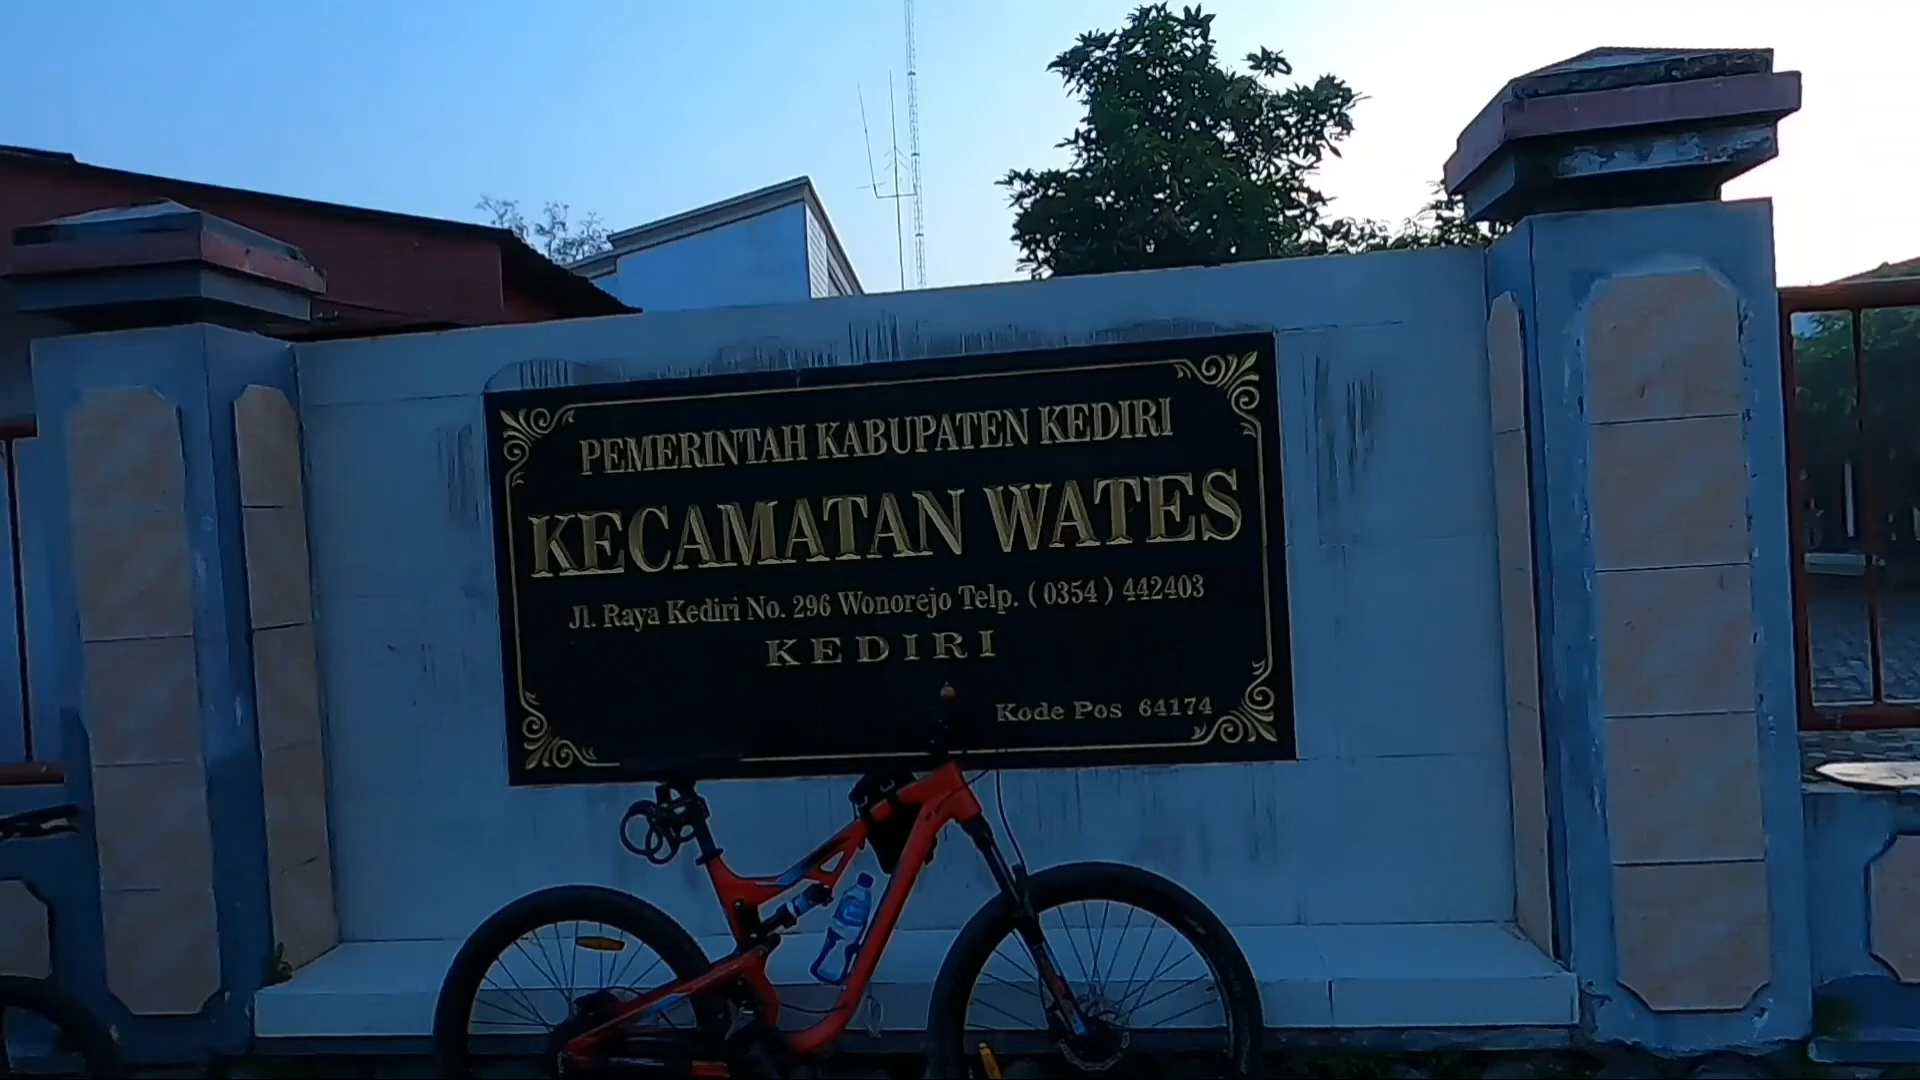 PEMERINTAH KABUPATEN KEDIRI
KECAMATAN WATES
Jl. Raya Kediri No. 296 Wonorejo Telp. ( 0354 ) 442403
KEDIRI
Kode Pos 64174